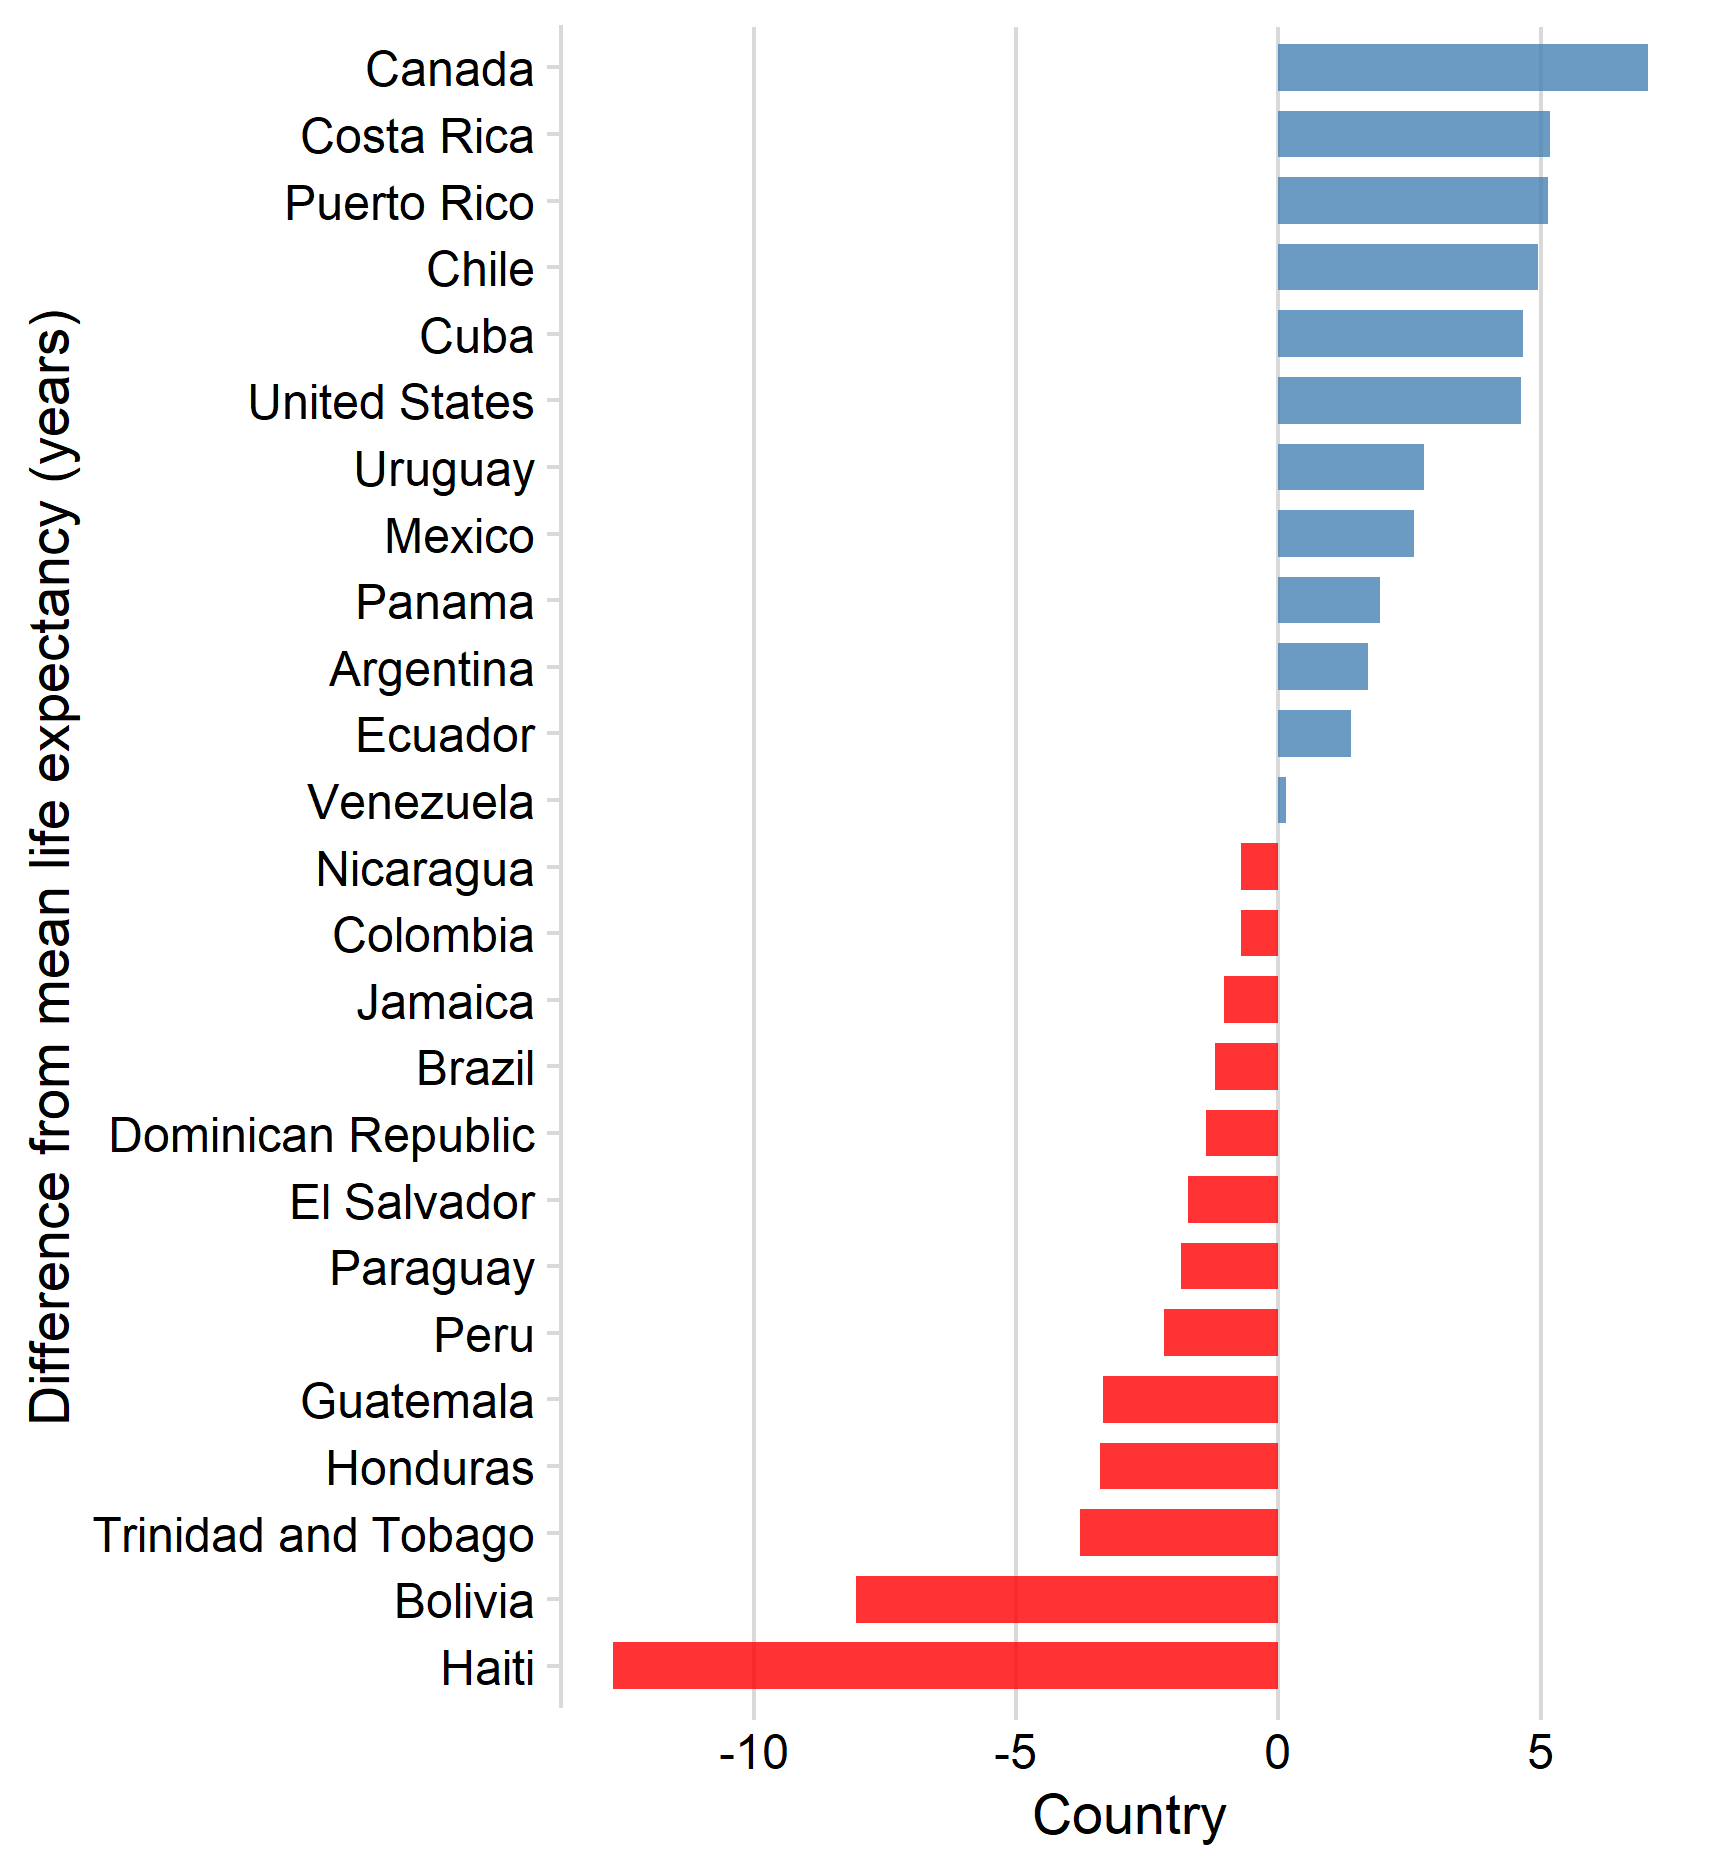 Difference from mean life expectancy (years)
Canada
Costa Rica
Puerto Rico
Chile
Cuba
United States
Uruguay
Mexico
Panama
Argentina
Ecuador
Venezuela
Nicaragua
Colombia
Jamaica
Brazil
Dominican Republic
El Salvador
Paraguay
Peru
Guatemala
Honduras
Trinidad and Tobago
Bolivia
Haiti
-10 -5 0 5
Country